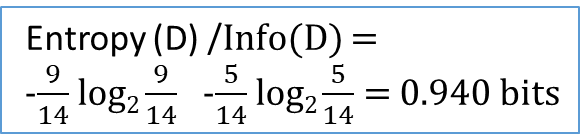 Entropy (D) /Info(D) =
-9/14 log₂ 9/14 -5/14 log₂ 5/14 = 0.940 bits